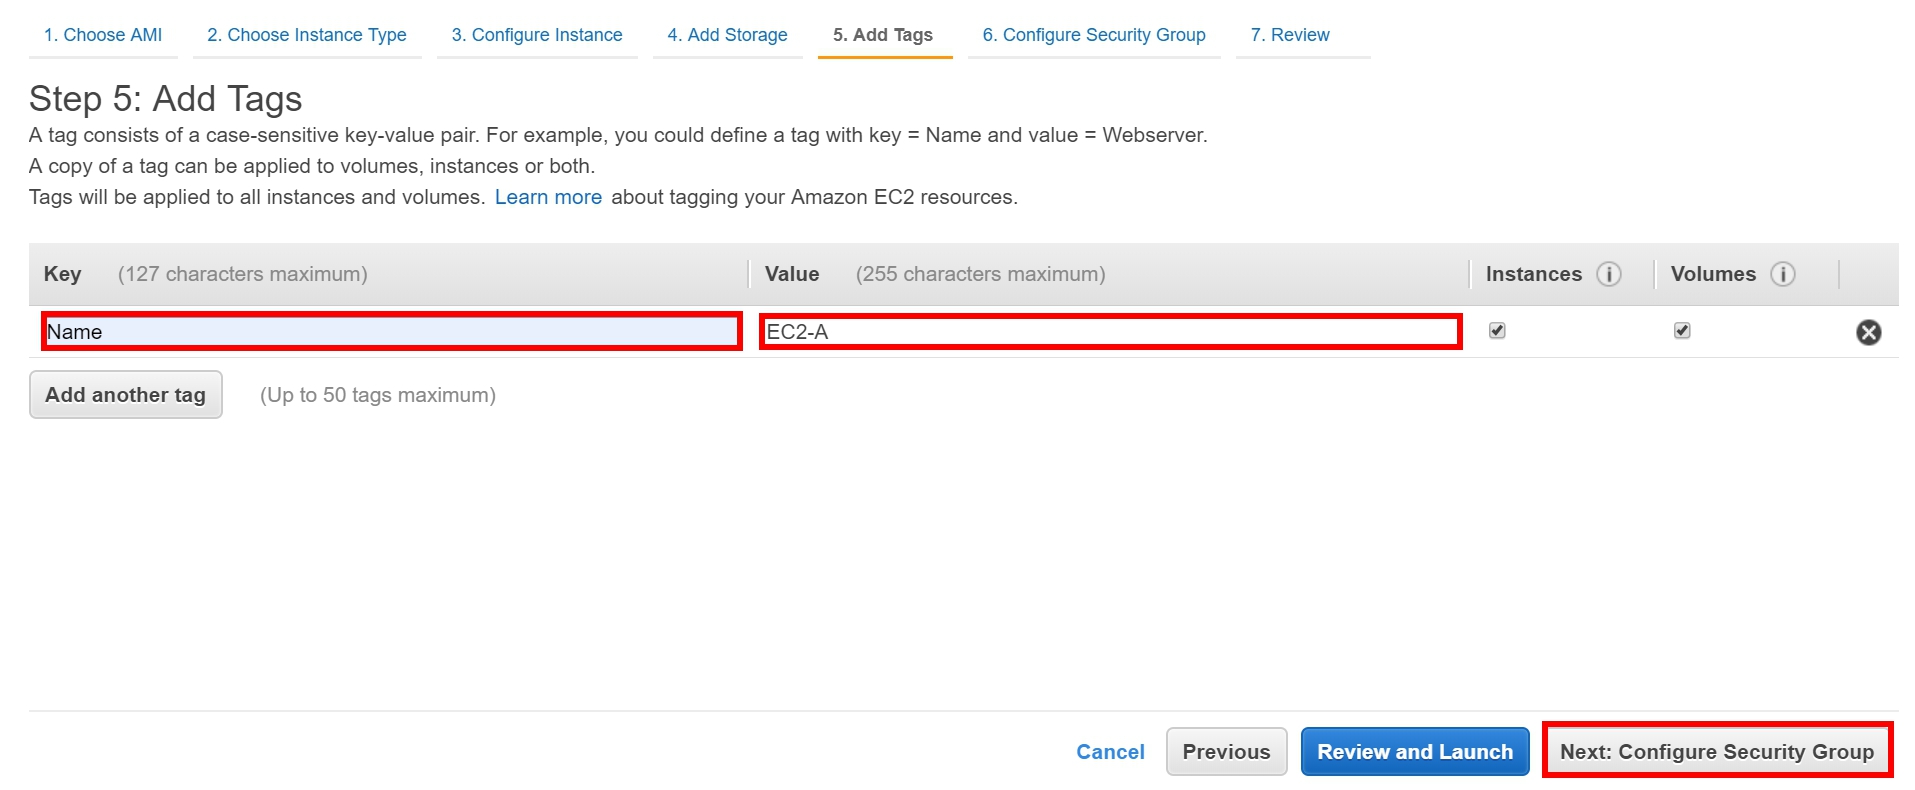 1. Choose AMI 2. Choose Instance Type 3. Configure Instance 4. Add Storage 5. Add Tags 6. Configure Security Group 7. Review
Step 5: Add Tags
A tag consists of a case-sensitive key-value pair. For example, you could define a tag with key = Name and value = Webserver.
A copy of a tag can be applied to volumes, instances or both.
Tags will be applied to all instances and volumes. Learn more about tagging your Amazon EC2 resources.
Key (127 characters maximum) Value (255 characters maximum) Instances i Volumes i
Name EC2-A
Add another tag (Up to 50 tags maximum)
Cancel Previous Review and Launch Next: Configure Security Group